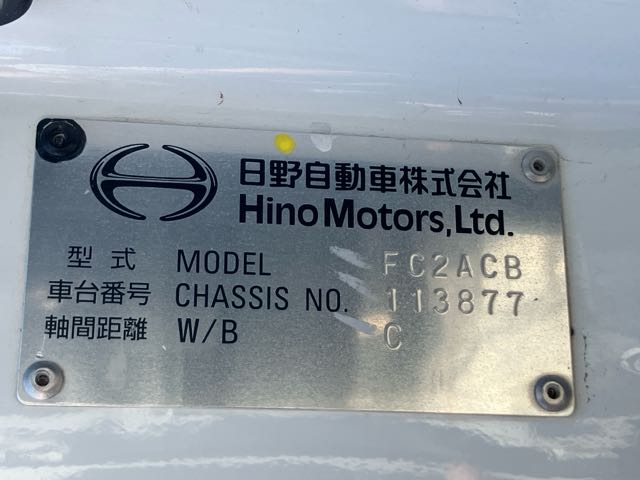 日野自動車株式会社
Hino Motors, Ltd.
型式 MODEL FC2ACB
車台番号 CHASSIS NO. 113877
軸間距離 W/B C